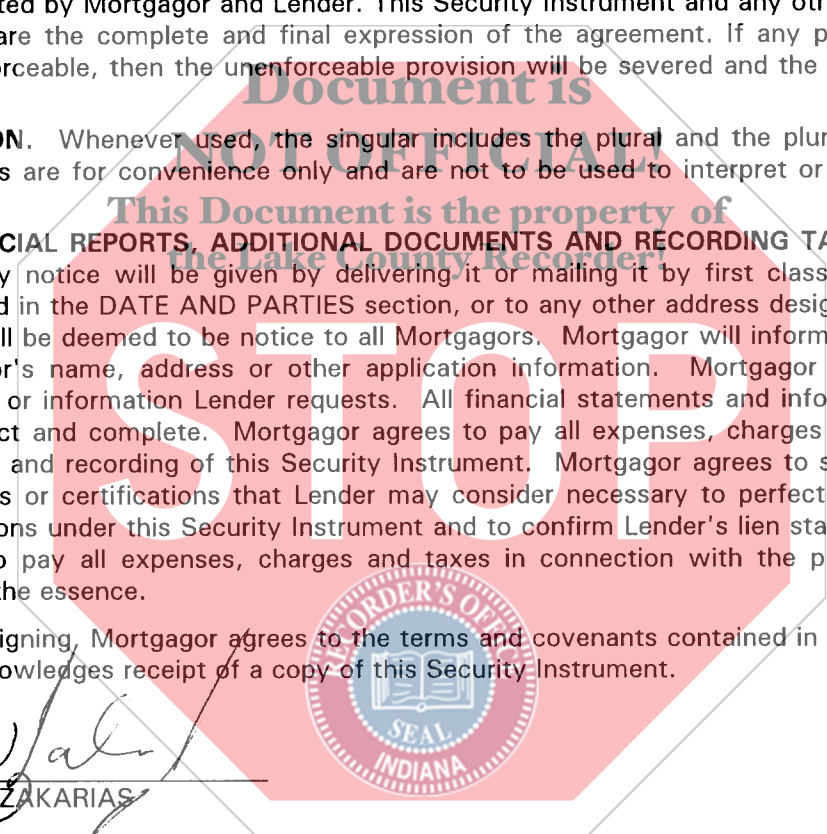 ted by Mortgagor and Lender. This Security Instrument and any oth
are the complete and final expression of the agreement. If any p
rceable, then the unenforceable provision will be severed and the
Document is
ON. Whenever used, the singular includes the plural and the plur
NOT OFFICIAL!
s are for convenience only and are not to be used to interpret or
This Document is the property of
CIAL REPORTS, ADDITIONAL DOCUMENTS AND RECORDING TA
the Lake County Recorder!
y notice will be given by delivering it or mailing it by first class
d in the DATE AND PARTIES section, or to any other address desig
ll be deemed to be notice to all Mortgagors. Mortgagor will inform
or's name, address or other application information. Mortgagor
or information Lender requests. All financial statements and info
ct and complete. Mortgagor agrees to pay all expenses, charges
and recording of this Security Instrument. Mortgagor agrees to s
s or certifications that Lender may consider necessary to perfect
ons under this Security Instrument and to confirm Lender's lien sta
o pay all expenses, charges and taxes in connection with the p
the essence.
STOP
igning, Mortgagor agrees to the terms and covenants contained in
owledges receipt of a copy of this Security Instrument.
RECORDER'S OFFICE
SEAL
INDIANA
ZAKARIAS